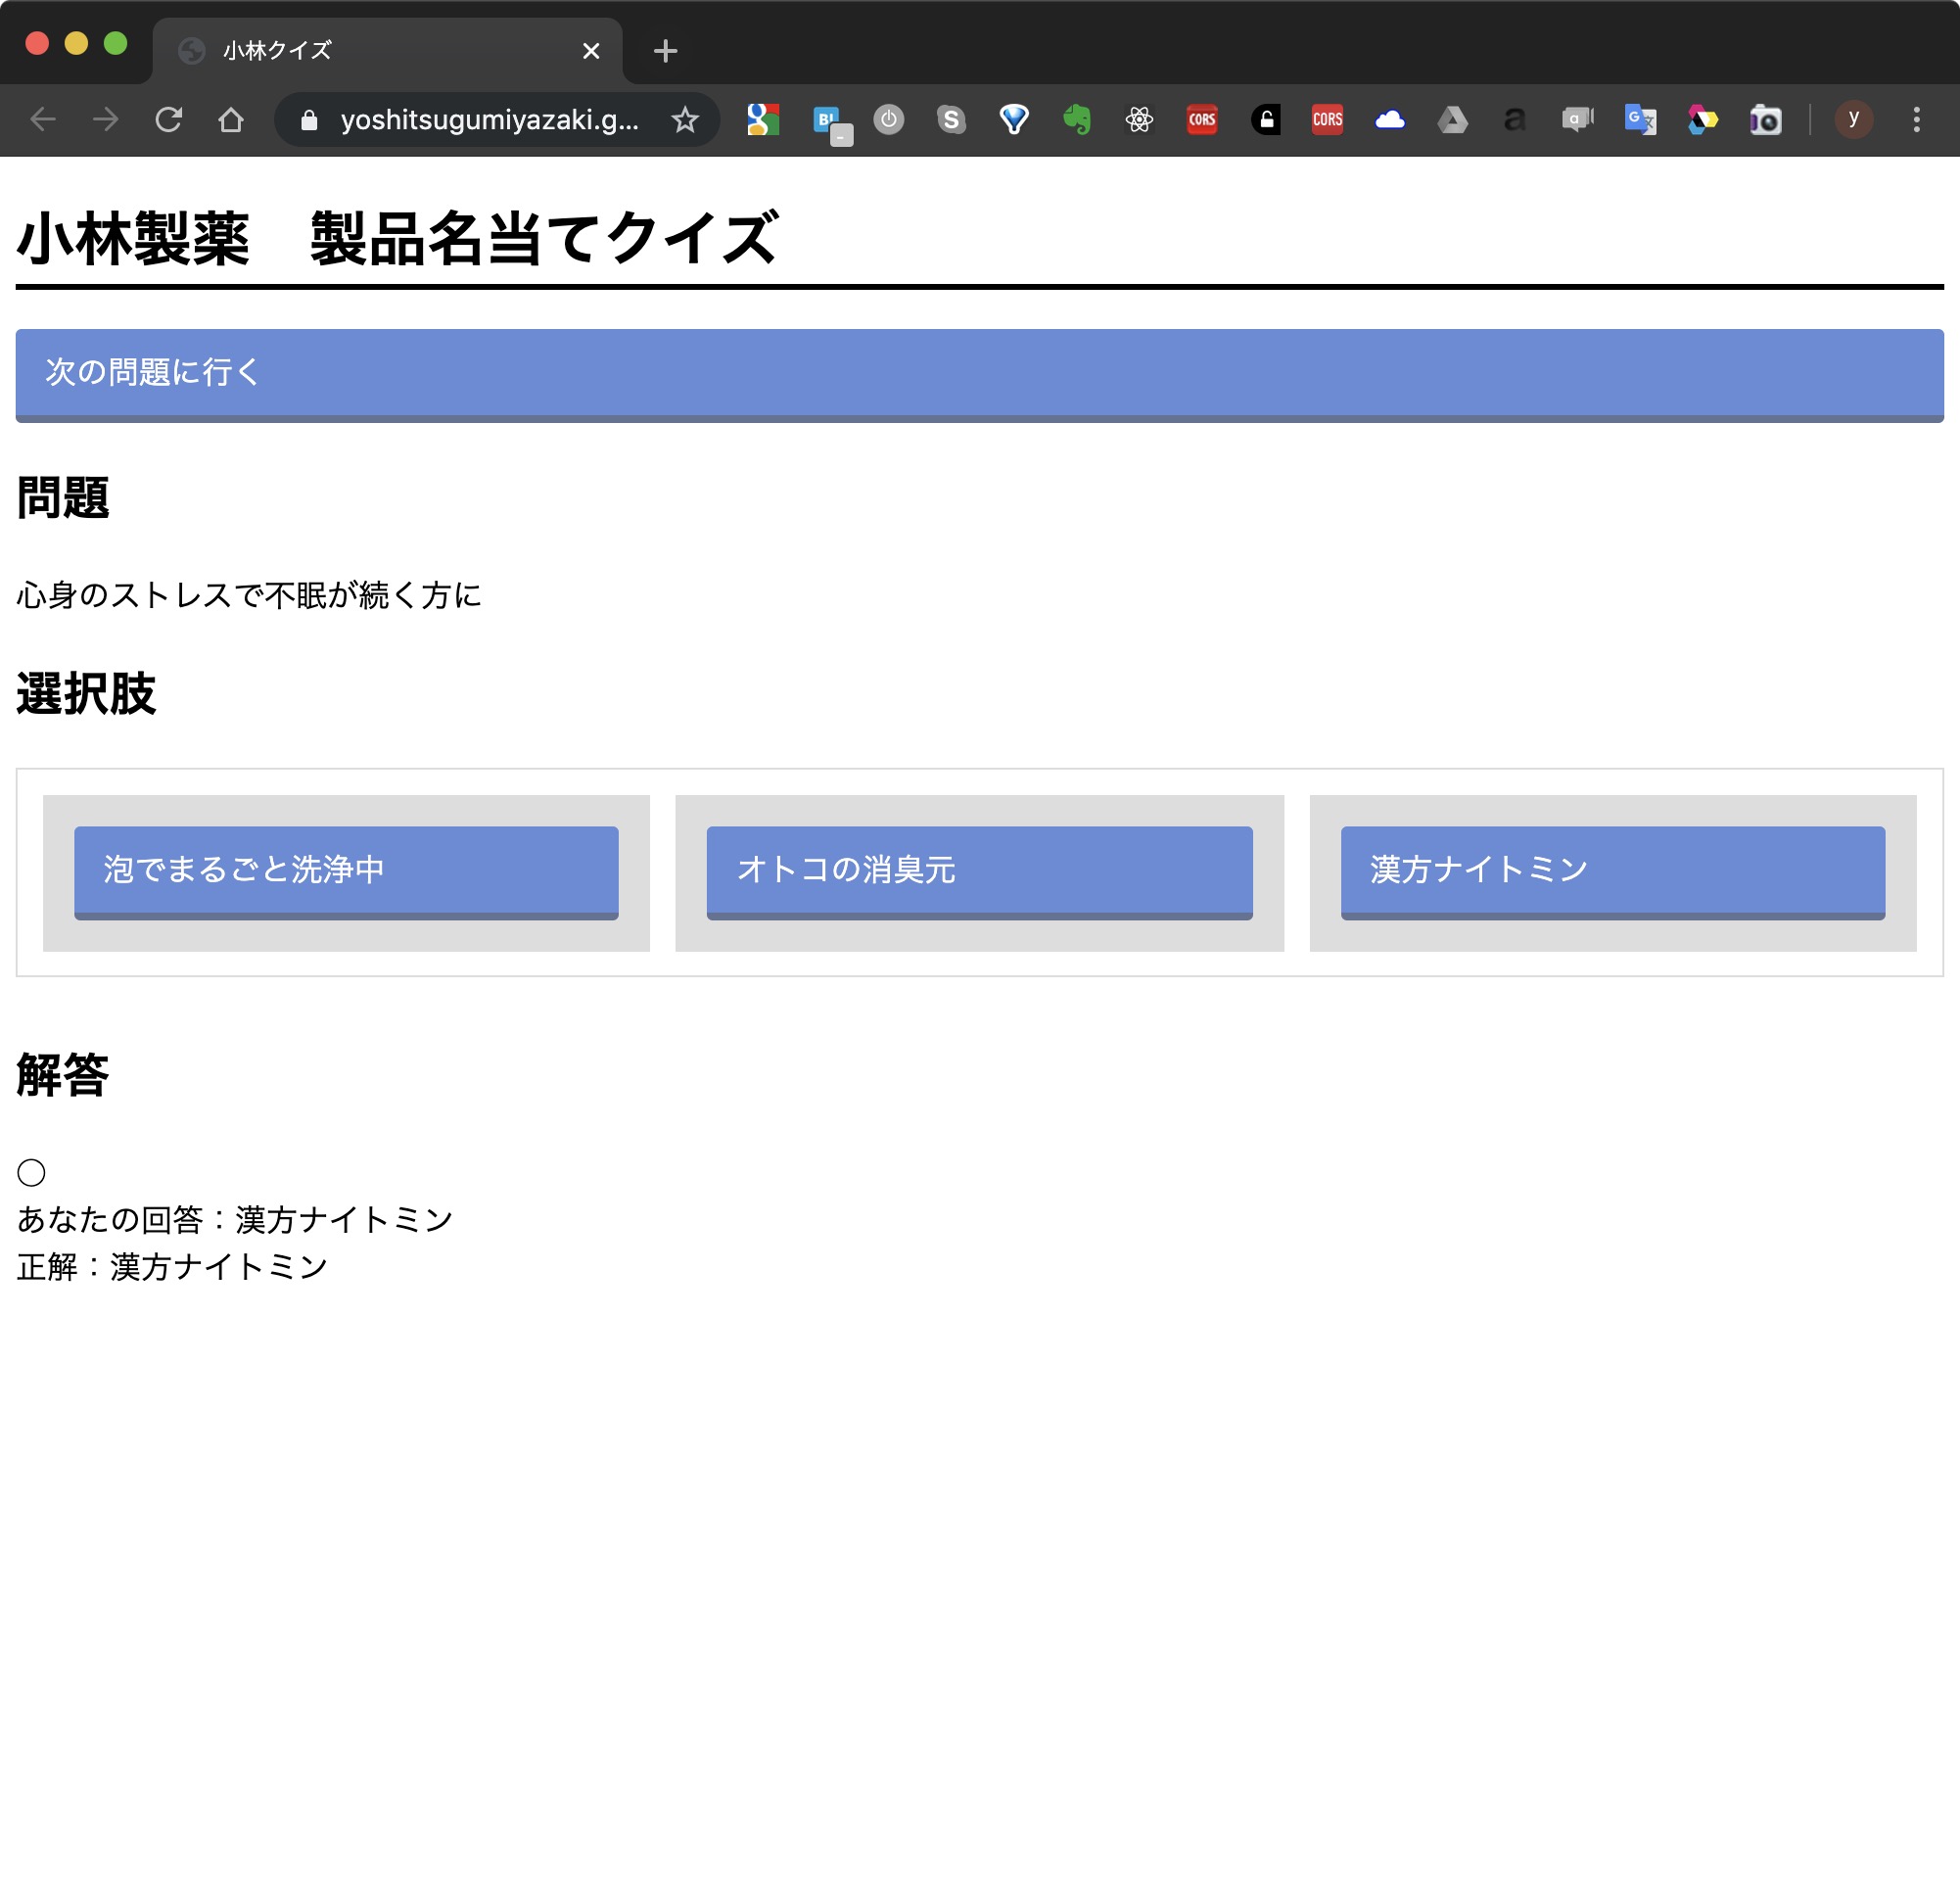 小林クイズ
yoshitsugumiyazaki.g...
B!
S
CORS
CORS
a
a
G
y
小林製薬　製品名当てクイズ
次の問題に行く
問題
心身のストレスで不眠が続く方に
選択肢
泡でまるごと洗浄中
オトコの消臭元
漢方ナイトミン
解答
◯
あなたの回答：漢方ナイトミン
正解：漢方ナイトミン